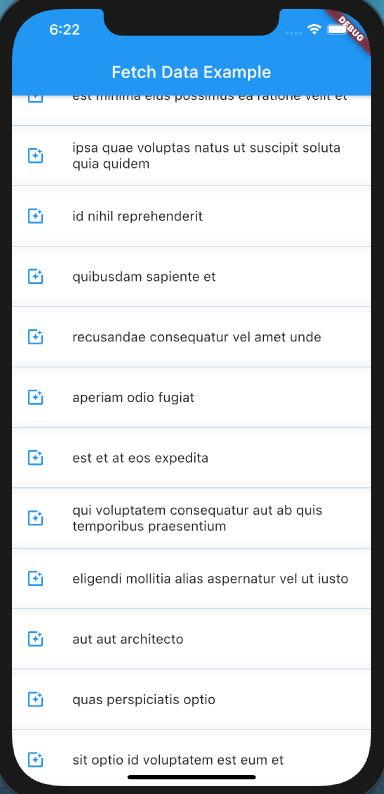 6:22
DEBUG
Fetch Data Example
est minima eius possimus ea ratione velit et
ipsa quae voluptas natus ut suscipit soluta
quia quidem
id nihil reprehenderit
quibusdam sapiente et
recusandae consequatur vel amet unde
aperiam odio fugiat
est et at eos expedita
qui voluptatem consequatur aut ab quis
temporibus praesentium
eligendi mollitia alias aspernatur vel ut iusto
aut aut architecto
quas perspiciatis optio
sit optio id voluptatem est eum et